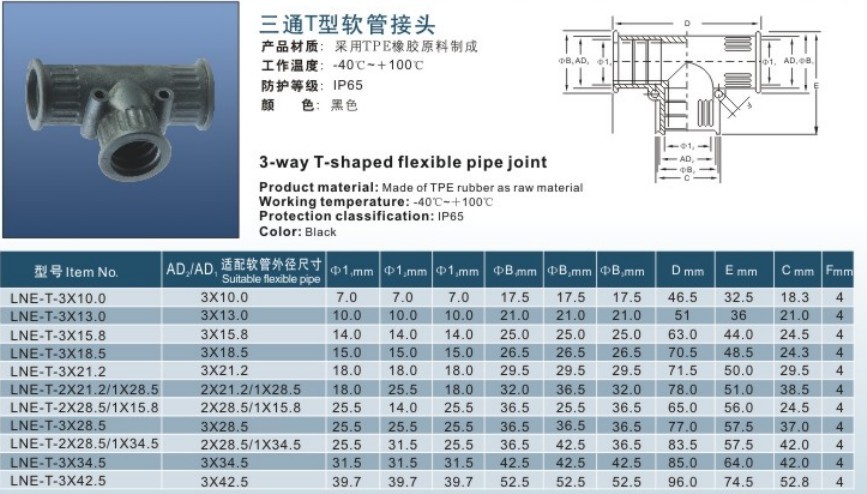 三通T型软管接头
产品材质：采用TPE橡胶原料制成
工作温度：-40℃~+100℃
防护等级：IP65
颜 色：黑色
3-way T-shaped flexible pipe joint
Product material: Made of TPE rubber as raw material
Working temperature: -40℃~+100℃
Protection classification: IP65
Color: Black
D
E
C
型号 Item No. AD₂/AD₁ 适配软管外径尺寸 Suitable flexible pipe Φ1₁mm Φ1₂mm Φ1₁mm ΦB₁mm ΦB₂mm ΦB₁mm D mm E mm C mm Fmm
LNE-T-3X10.0 3X10.0 7.0 7.0 7.0 17.5 17.5 17.5 46.5 32.5 18.3 4
LNE-T-3X13.0 3X13.0 10.0 10.0 10.0 21.0 21.0 21.0 51 36 21.0 4
LNE-T-3X15.8 3X15.8 14.0 14.0 14.0 25.0 25.0 25.0 63.0 44.0 24.5 4
LNE-T-3X18.5 3X18.5 15.0 15.0 15.0 26.5 26.5 26.5 70.5 48.5 24.3 4
LNE-T-3X21.2 3X21.2 18.0 18.0 18.0 29.5 29.5 29.5 71.5 50.0 29.5 4
LNE-T-2X21.2/1X28.5 2X21.2/1X28.5 18.0 25.5 18.0 32.0 36.5 32.0 78.0 51.0 38.5 4
LNE-T-2X28.5/1X15.8 2X28.5/1X15.8 25.5 14.0 25.5 36.5 25.5 36.5 65.0 56.0 24.5 4
LNE-T-3X28.5 3X28.5 25.5 25.5 25.5 36.5 36.5 36.5 77.0 57.5 37.0 4
LNE-T-2X28.5/1X34.5 2X28.5/1X34.5 25.5 31.5 25.5 36.5 42.5 36.5 83.5 57.5 42.0 4
LNE-T-3X34.5 3X34.5 31.5 31.5 31.5 42.5 42.5 42.5 85.0 64.0 42.0 4
LNE-T-3X42.5 3X42.5 39.7 39.7 39.7 52.5 52.5 52.5 96.0 74.5 52.8 4